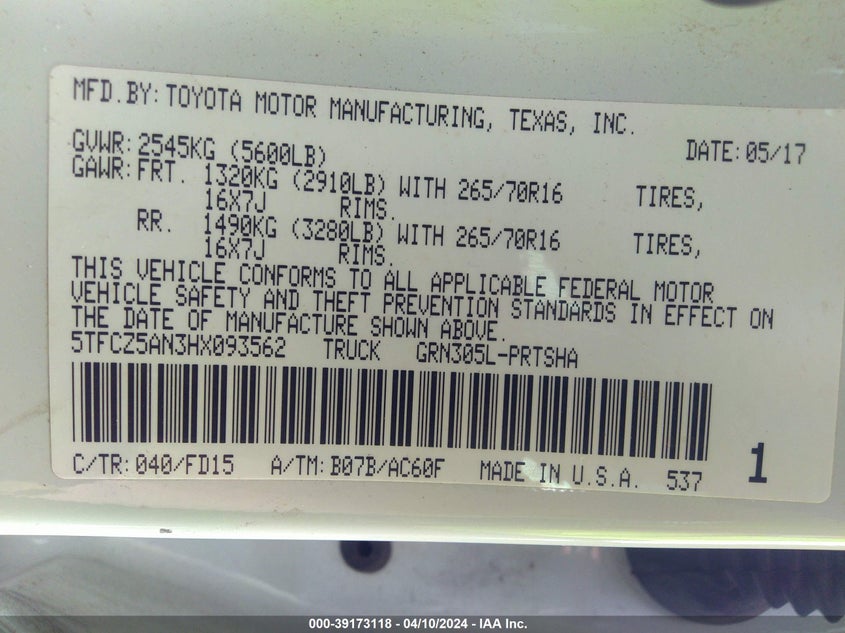 MFD.BY: TOYOTA MOTOR MANUFACTURING, TEXAS, INC.
GVWR: 2545KG (5600LB) DATE: 05/17
GAWR: FRT. 1320KG (2910LB) WITH 265/70R16 TIRES,
16X7J RIMS.
RR. 1490KG (3280LB) WITH 265/70R16 TIRES,
16X7J RIMS.
THIS VEHICLE CONFORMS TO ALL APPLICABLE FEDERAL MOTOR
VEHICLE SAFETY AND THEFT PREVENTION STANDARDS IN EFFECT ON
THE DATE OF MANUFACTURE SHOWN ABOVE.
5TFCZ5AN3HX093562 TRUCK GRN305L-PRTSHA
C/TR: 040/FD15 A/TM: B07B/AC60F MADE IN U.S.A. 537 1
000-39173118 - 04/10/2024 - IAA Inc.